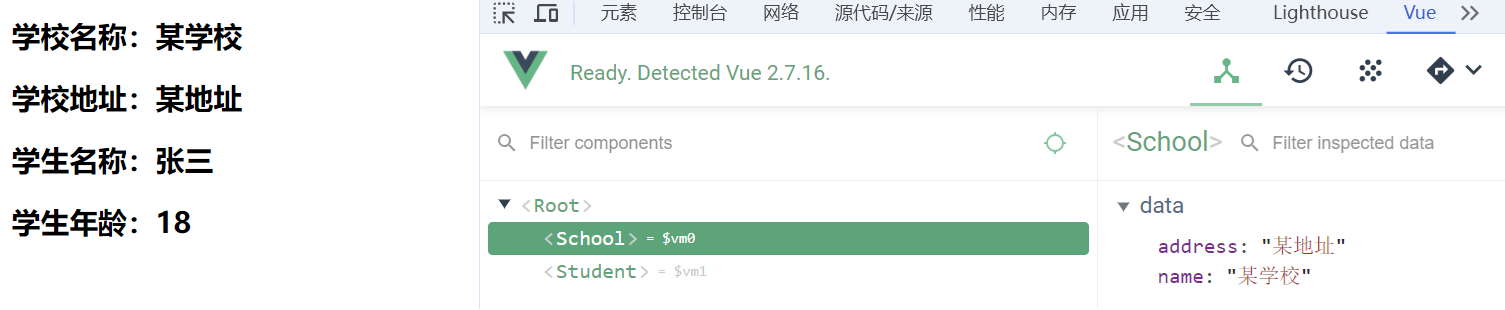 学校名称：某学校
学校地址：某地址
学生名称：张三
学生年龄：18
元素 控制台 网络 源代码/来源 性能 内存 应用 安全 Lighthouse Vue
Ready. Detected Vue 2.7.16.
Filter components
<Root>
<School> = $vm0
<Student> = $vm1
<School> Filter inspected data
data
address: "某地址"
name: "某学校"